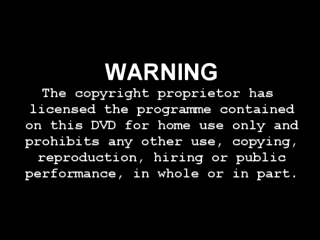 WARNING
The copyright proprietor has
licensed the programme contained
on this DVD for home use only and
prohibits any other use, copying,
reproduction, hiring or public
performance, in whole or in part.